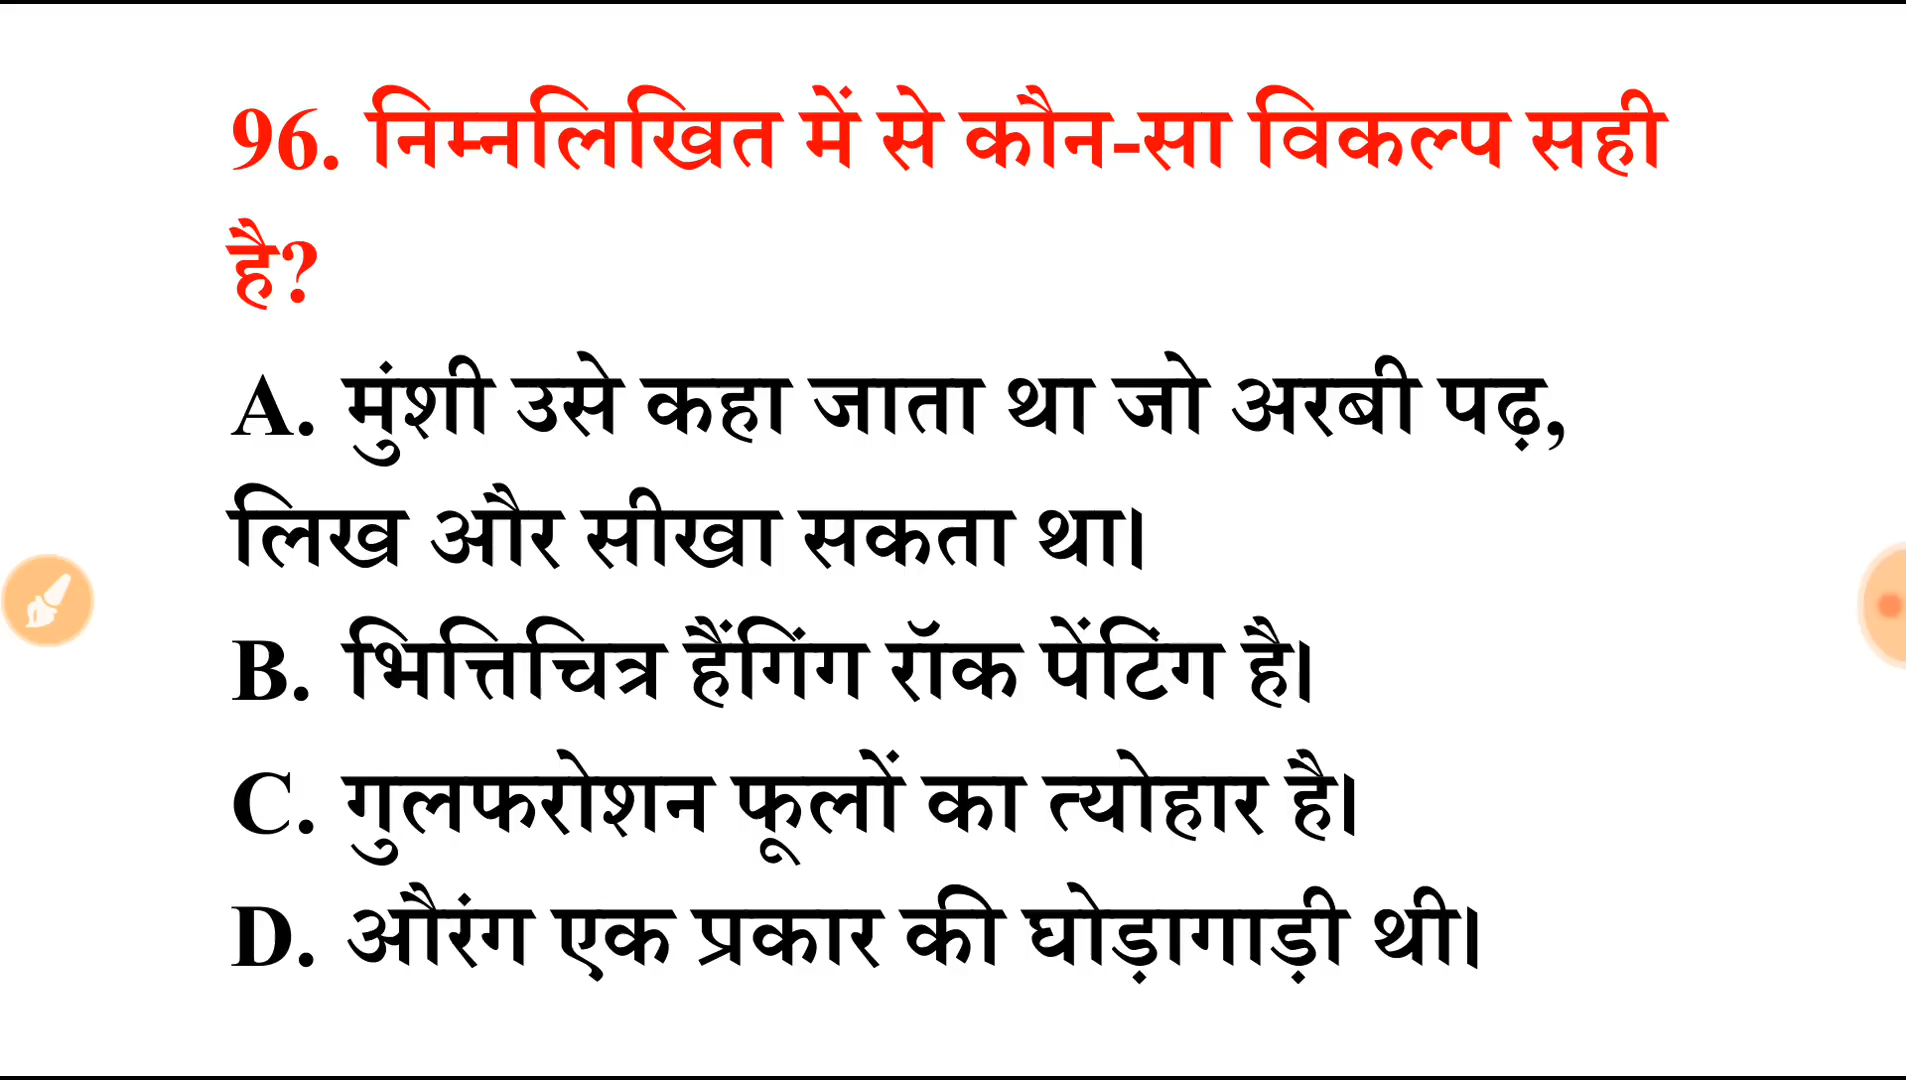 96. निम्नलिखित में से कौन-सा विकल्प सही
है?
A. मुंशी उसे कहा जाता था जो अरबी पढ़,
लिख और सीखा सकता था।
B. भित्तिचित्र हैंगिंग रॉक पेंटिंग है।
C. गुलफरोशन फूलों का त्योहार है।
D. औरंग एक प्रकार की घोड़ागाड़ी थी।